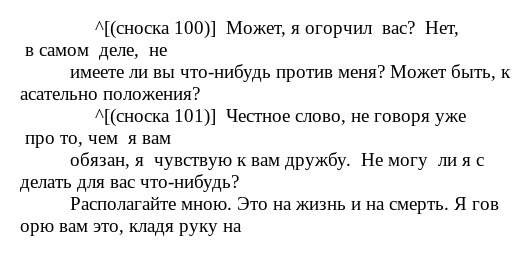 ^[(сноска 100)] Может, я огорчил вас? Нет,
в самом деле, не
имеете ли вы что-нибудь против меня? Может быть, к
асательно положения?
^[(сноска 101)] Честное слово, не говоря уже
про то, чем я вам
обязан, я чувствую к вам дружбу. Не могу ли я с
делать для вас что-нибудь?
Располагайте мною. Это на жизнь и на смерть. Я гов
орю вам это, кладя руку на